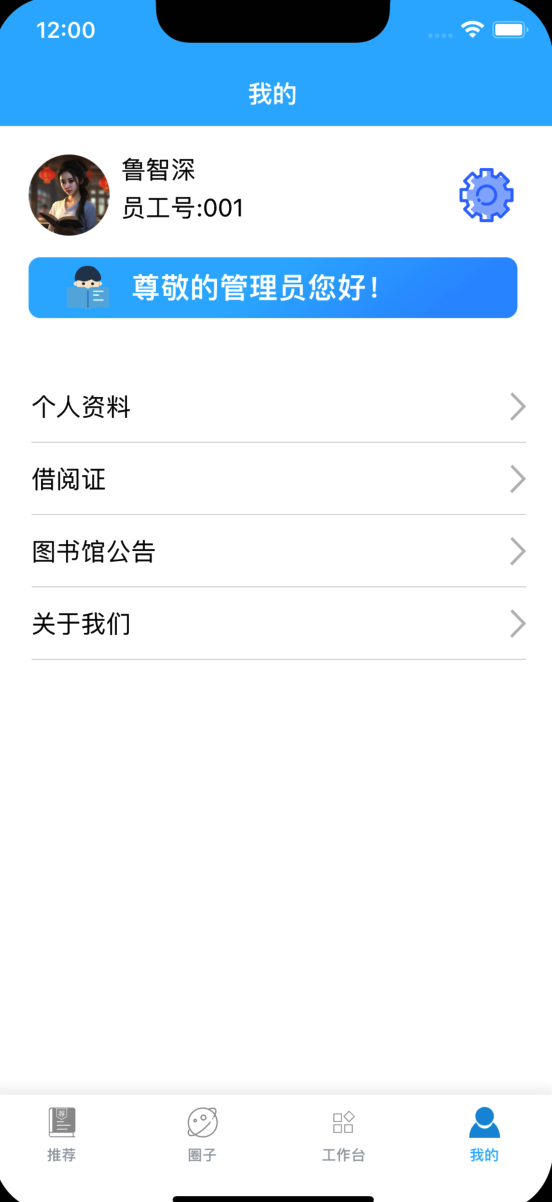 12:00
我的
鲁智深
员工号:001
尊敬的管理员您好!
个人资料
借阅证
图书馆公告
关于我们
荐
推荐
圈子
工作台
我的